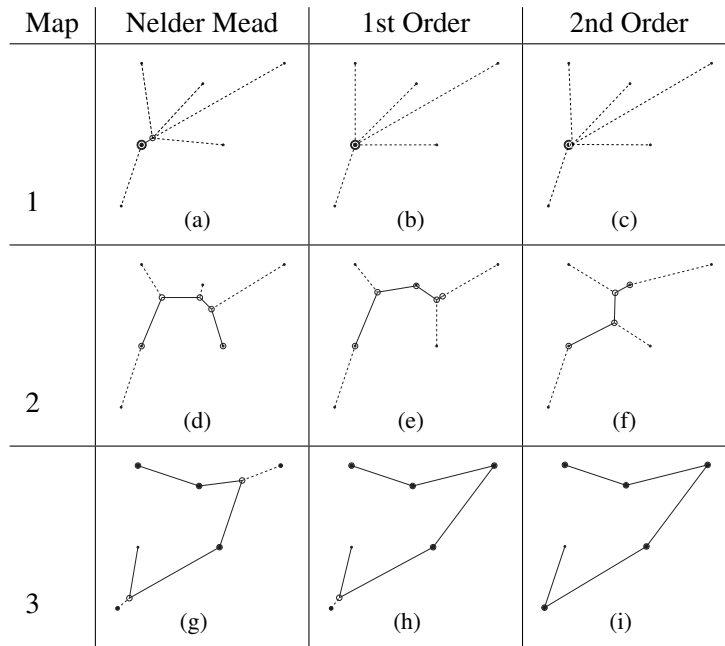 Map Nelder Mead 1st Order 2nd Order
1 (a) (b) (c)
2 (d) (e) (f)
3 (g) (h) (i)